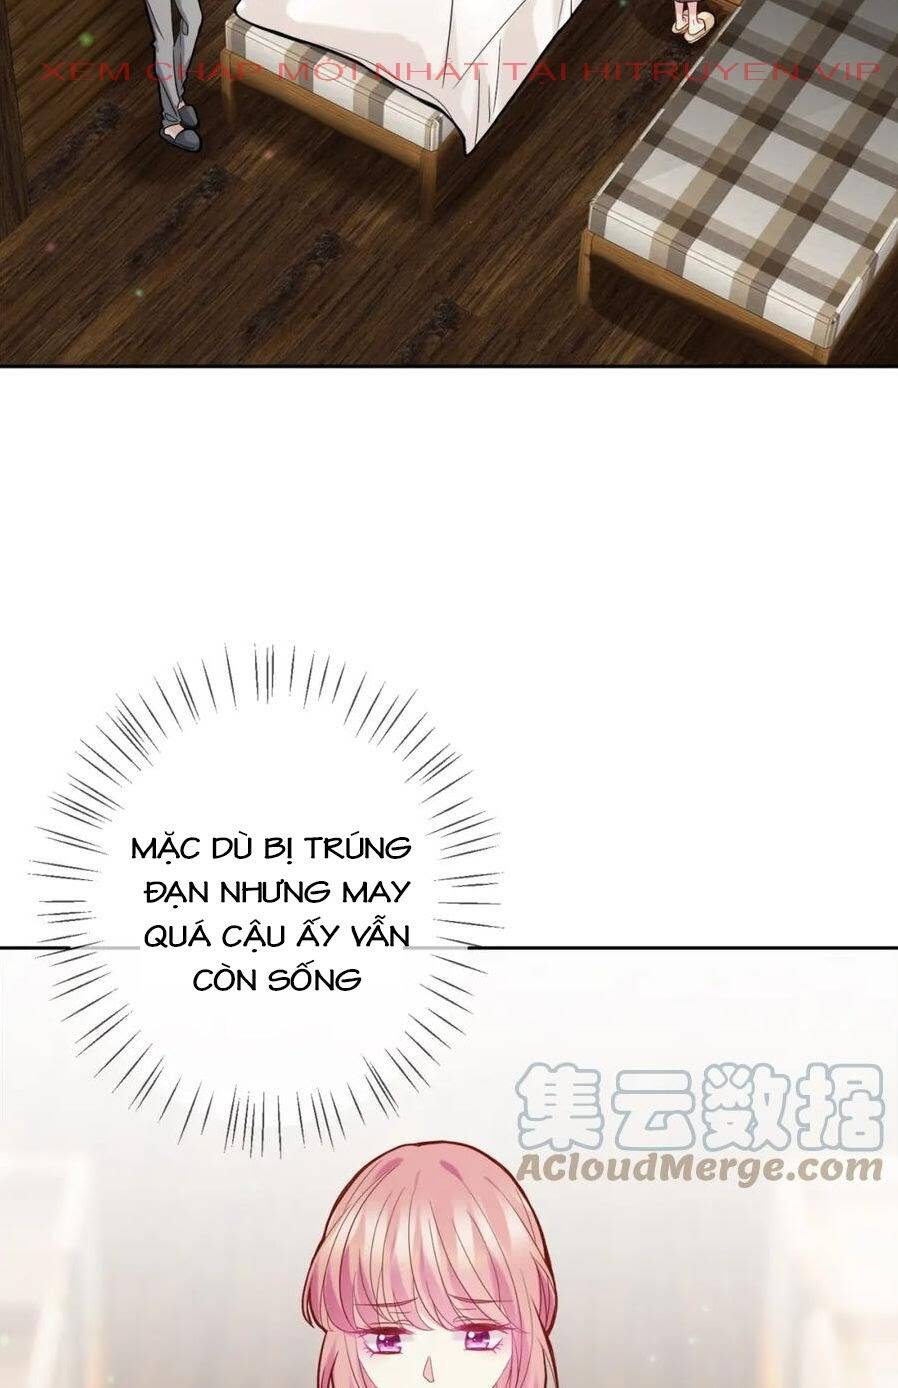 XEM CHAP MỚI NHẤT TẠI HITRUYEN.VIP
MẶC DÙ BỊ TRÚNG
ĐẠN NHƯNG MAY
QUÁ CẬU ẤY VẪN
CÒN SỐNG
集云数据
ACloudMerge.com